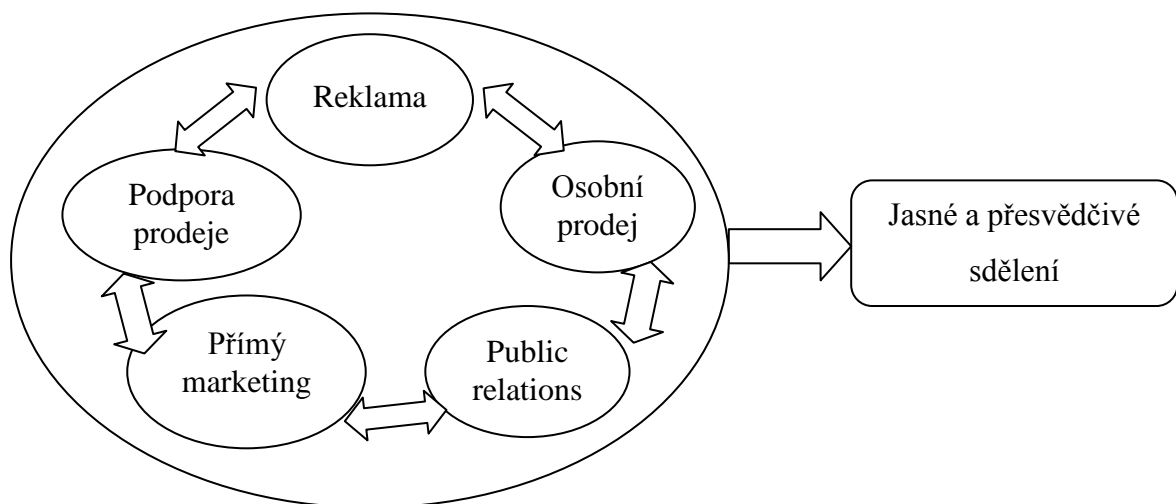 Reklama
Podpora
prodeje
Osobní
prodej
Jasné a přesvědčivé
sdělení
Přímý
marketing
Public
relations